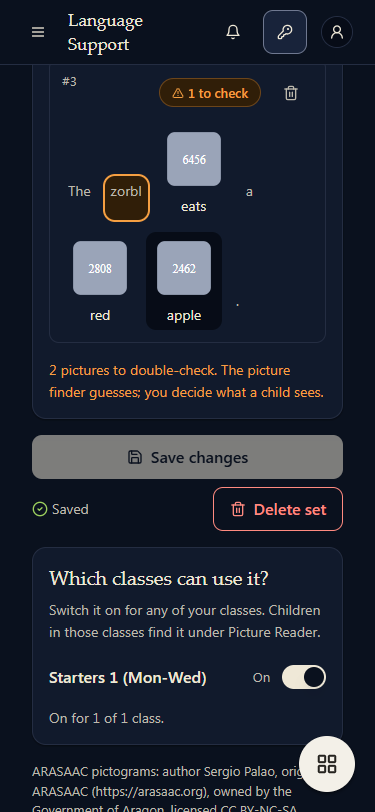 Language
Support
#3
1 to check
6456
The zorbl eats a
2808 2462
red apple .
2 pictures to double-check. The picture
finder guesses; you decide what a child sees.
Save changes
Saved
Delete set
Which classes can use it?
Switch it on for any of your classes. Children
in those classes find it under Picture Reader.
Starters 1 (Mon-Wed) On
On for 1 of 1 class.
ARASAAC pictograms: author Sergio Palao,
ARASAAC (https://arasaac.org), owned by the
Government of Aragon, licensed CC BY-NC-SA